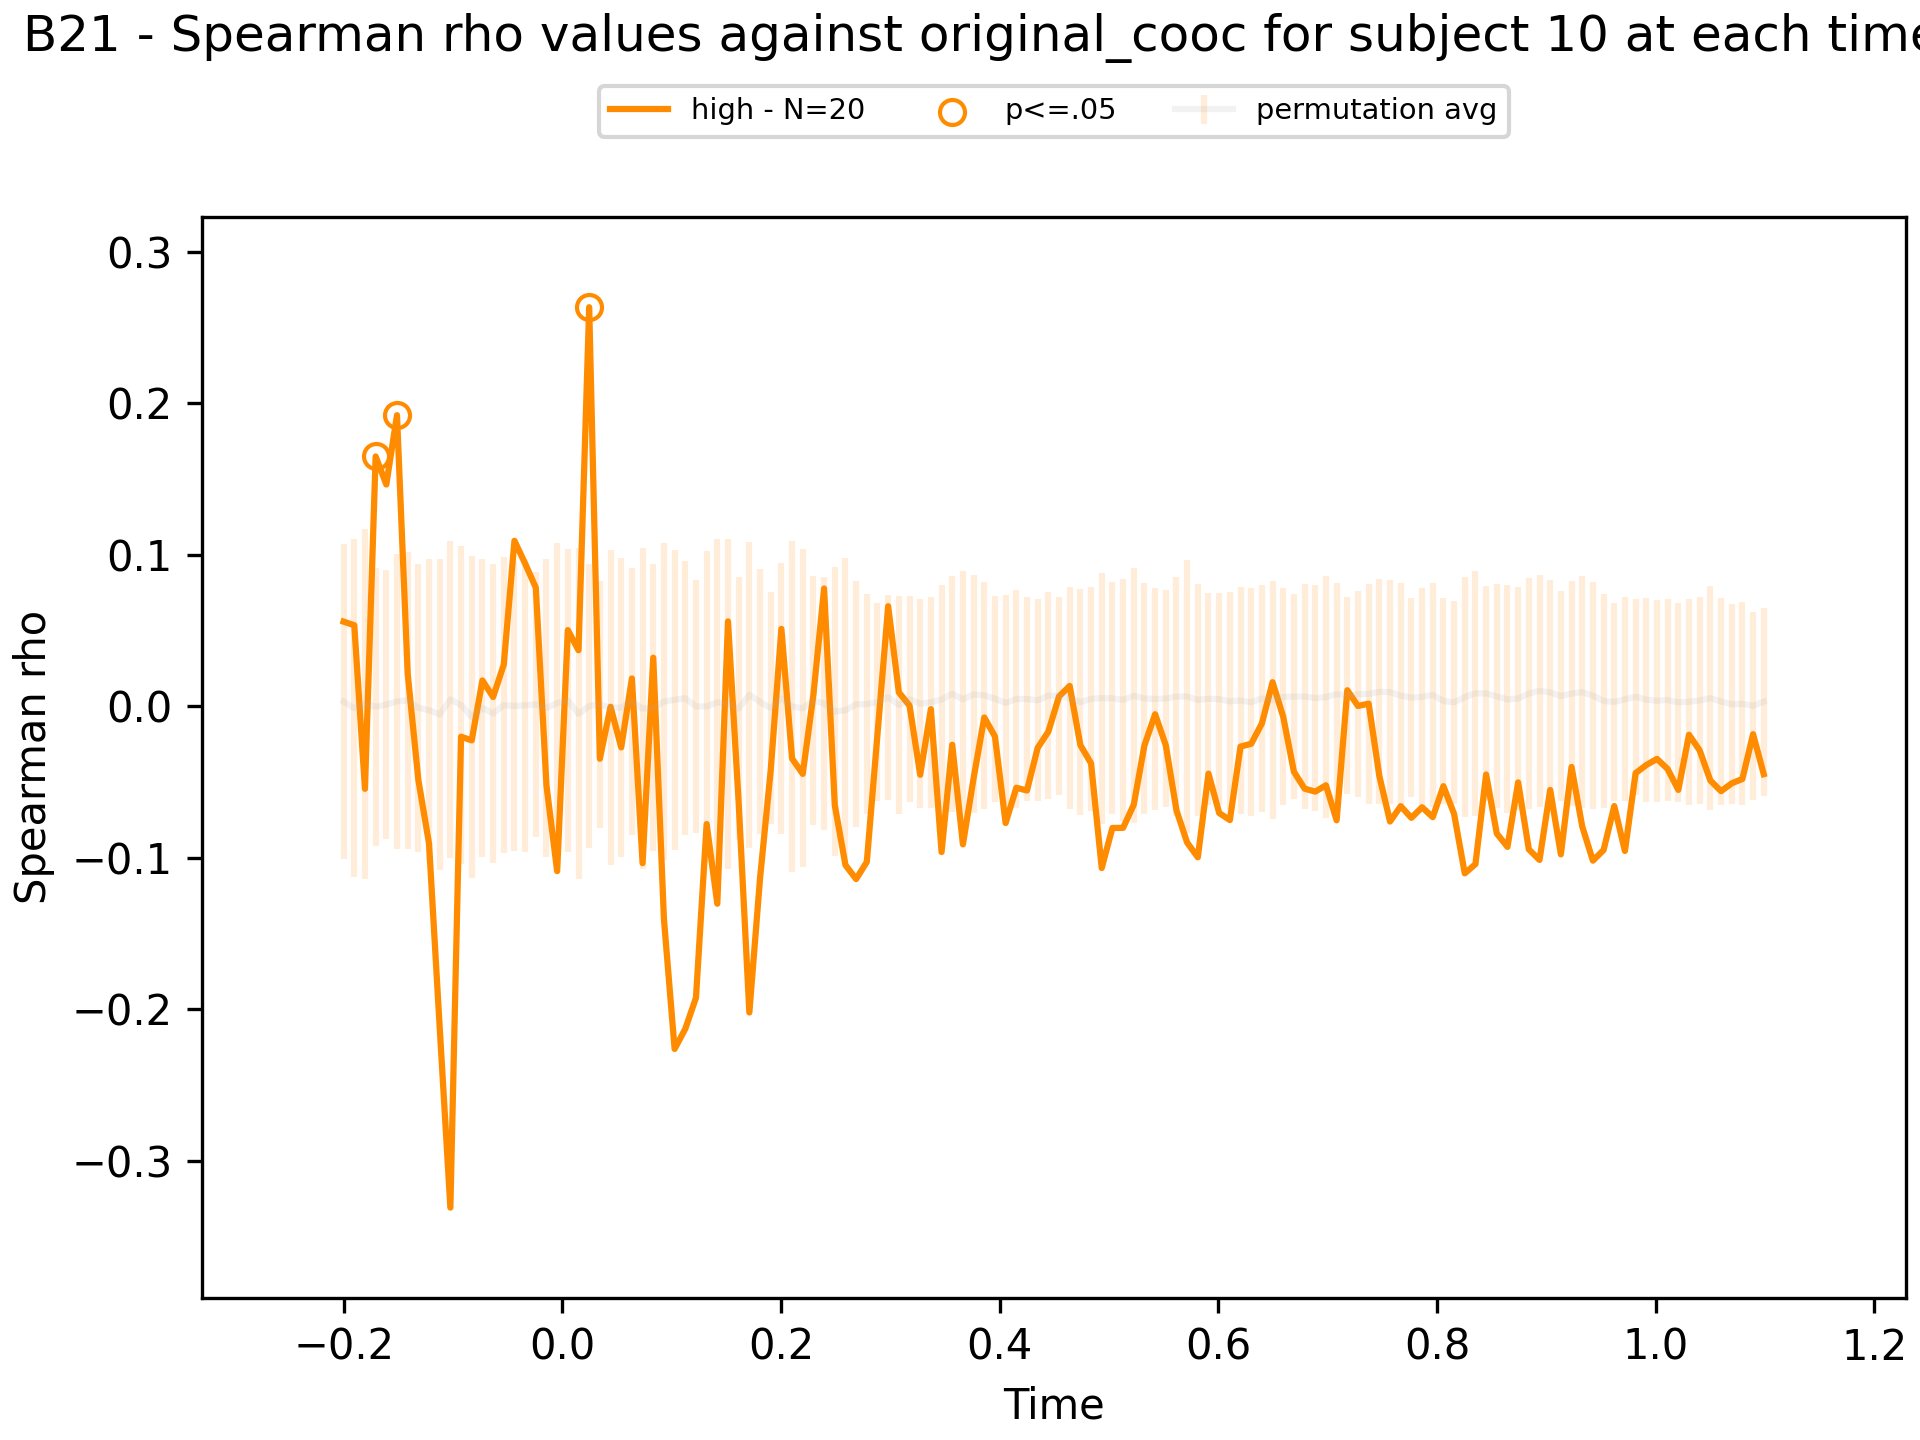 B21 - Spearman rho values against original_cooc for subject 10 at each time
high - N=20 p<=.05 permutation avg
0.3
0.2
0.1
0.0
−0.1
−0.2
−0.3
Spearman rho
−0.2 0.0 0.2 0.4 0.6 0.8 1.0 1.2
Time